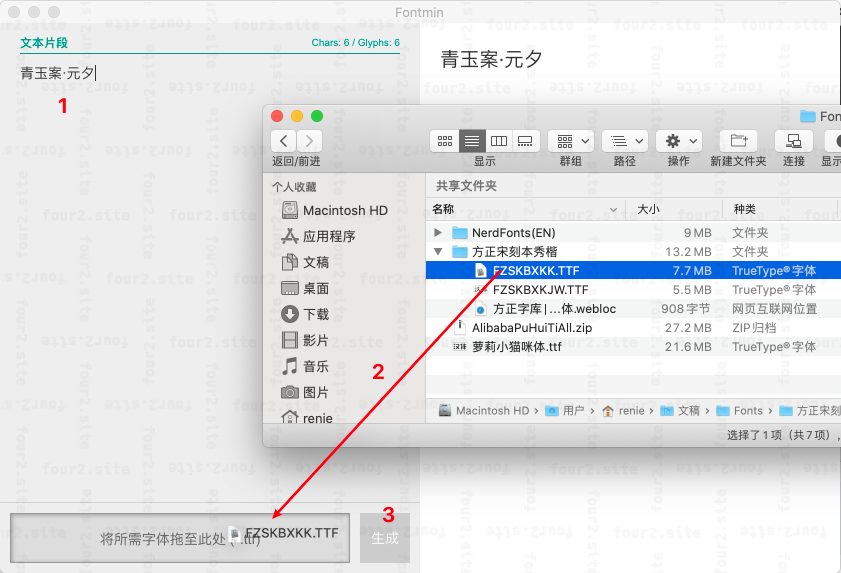 Fontmin
文本片段 Chars: 6 / Glyphs: 6
青玉案·元夕
青玉案·元夕
1
返回/前进 显示 群组 路径 操作 新建文件夹 连接
个人收藏
Macintosh HD
应用程序
文稿
桌面
下载
影片
音乐
图片
renie
共享文件夹
名称 大小 种类
NerdFonts(EN) 9 MB 文件夹
方正宋刻本秀楷 13.2 MB 文件夹
FZSKBXKK.TTF 7.7 MB TrueType® 字体
FZSKBXKJW.TTF 5.5 MB TrueType® 字体
方正字库 | ...体.webloc 908 字节 网页互联网位置
AlibabaPuHuiTiAll.zip 27.2 MB ZIP归档
萝莉小猫咪体.ttf 21.6 MB TrueType® 字体
2
Macintosh HD › 用户 › renie › 文稿 › Fonts › 方正宋刻
选择了 1 项（共 7 项）,
将所需字体拖至此处
FZSKBXKK.TTF
3
生成
four2.site